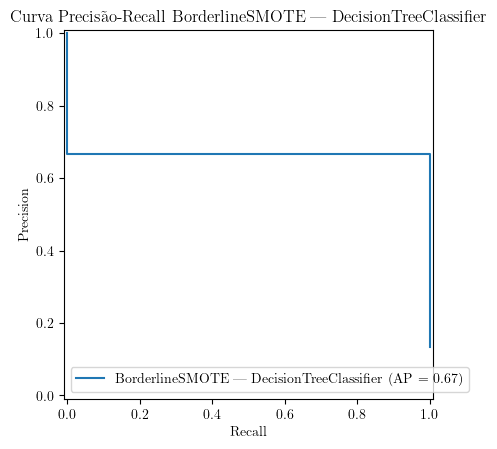 Curva Precisão-Recall BorderlineSMOTE — DecisionTreeClassifier
1.0
0.8
0.6
0.4
0.2
0.0
Precision
BorderlineSMOTE — DecisionTreeClassifier (AP = 0.67)
0.0 0.2 0.4 0.6 0.8 1.0
Recall